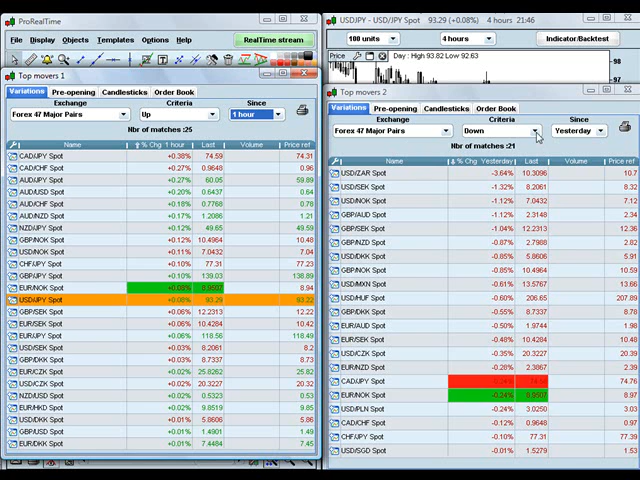 ProRealTime
File Display Objects Templates Options Help RealTime stream
USDJPY - USD/JPY Spot 93.29 (+0.08%) 4 hours 21:46
100 units 4 hours Indicator/Backtest
Price Day : High 93.82 Low 92.63
100
Top movers 1
Variations Pre-opening Candlesticks Order Book
Exchange Criteria Since
Forex 47 Major Pairs Up 1 hour
Nbr of matches :25
Name % Chg 1 hour Last Volume Price ref
CAD/JPY Spot +0.38% 74.59 74.31
CAD/CHF Spot +0.27% 0.9648 0.96
AUD/JPY Spot +0.27% 60.05 59.89
AUD/USD Spot +0.20% 0.6437 0.64
AUD/CHF Spot +0.18% 0.7768 0.78
AUD/NZD Spot +0.17% 1.2086 1.21
NZD/JPY Spot +0.12% 49.65 49.59
GBP/NOK Spot +0.12% 10.4964 10.48
USD/NOK Spot +0.11% 7.0432 7.04
CHF/JPY Spot +0.10% 77.31 77.23
GBP/JPY Spot +0.10% 139.03 138.89
EUR/NOK Spot +0.03% 8.9507 8.94
USD/JPY Spot +0.08% 93.29 93.22
GBP/SEK Spot +0.06% 12.2313 12.22
EUR/SEK Spot +0.06% 10.4284 10.42
EUR/JPY Spot +0.06% 118.56 118.49
USD/SEK Spot +0.03% 8.2061 8.2
GBP/DKK Spot +0.03% 8.7337 8.73
EUR/CZK Spot +0.02% 25.8262 25.82
USD/CZK Spot +0.02% 20.3227 20.32
NZD/USD Spot +0.02% 0.5323 0.53
EUR/HKD Spot +0.02% 9.8519 9.85
USD/DKK Spot +0.01% 5.8606 5.86
GBP/USD Spot +0.01% 1.4901 1.49
EUR/DKK Spot +0.01% 7.4454 7.45
Top movers 2
Variations Pre-opening Candlesticks Order Book
Exchange Criteria Since
Forex 47 Major Pairs Down Yesterday
Nbr of matches :21
Name % Chg Yesterday Last Volume Price ref
USD/ZAR Spot -3.64% 10.3096 10.7
USD/SEK Spot -1.32% 8.2061 8.32
USD/NOK Spot -1.12% 7.0432 7.12
GBP/AUD Spot -1.12% 2.3148 2.34
GBP/SEK Spot -1.04% 12.2313 12.36
GBP/NZD Spot -0.87% 2.7982 2.82
USD/DKK Spot -0.85% 5.8606 5.91
GBP/NOK Spot -0.85% 10.4964 10.59
USD/MXN Spot -0.61% 13.5767 13.66
USD/HUF Spot -0.60% 206.65 207.89
GBP/DKK Spot -0.55% 8.7337 8.78
EUR/AUD Spot -0.50% 1.9744 1.98
EUR/SEK Spot -0.48% 10.4284 10.48
USD/CZK Spot -0.35% 20.3227 20.39
EUR/NZD Spot -0.28% 2.3867 2.39
CAD/JPY Spot 74.76
EUR/NOK Spot -0.24% 8.9507 8.97
USD/PLN Spot -0.24% 3.0250 3.03
CAD/CHF Spot -0.12% 0.9648 0.97
CHF/JPY Spot -0.10% 77.31 77.39
USD/SGD Spot -0.01% 1.5279 1.53